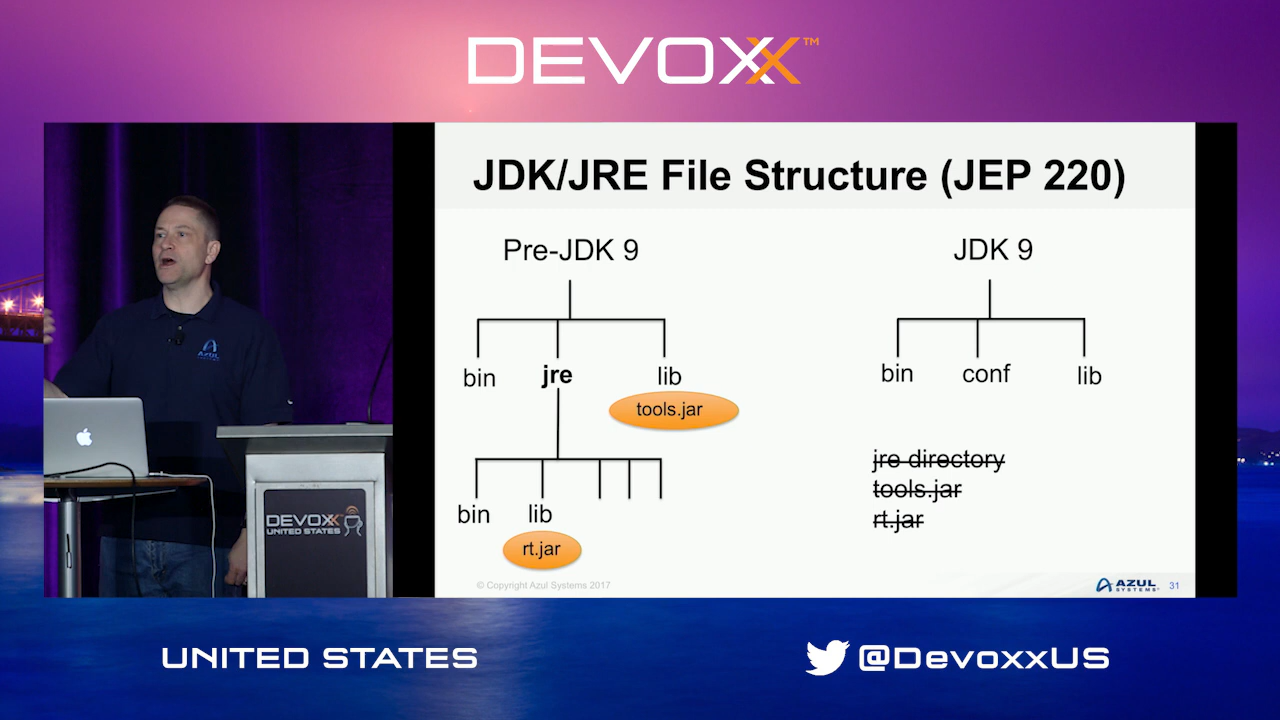 DEVOXX™
JDK/JRE File Structure (JEP 220)
Pre-JDK 9
bin
jre
lib
tools.jar
bin
lib
rt.jar
JDK 9
bin
conf
lib
jre directory
tools.jar
rt.jar
© Copyright Azul Systems 2017
AZUL
SYSTEMS
31
AZUL
SYSTEMS
DEVOXX
UNITED STATES
UNITED STATES
@DevoxxUS